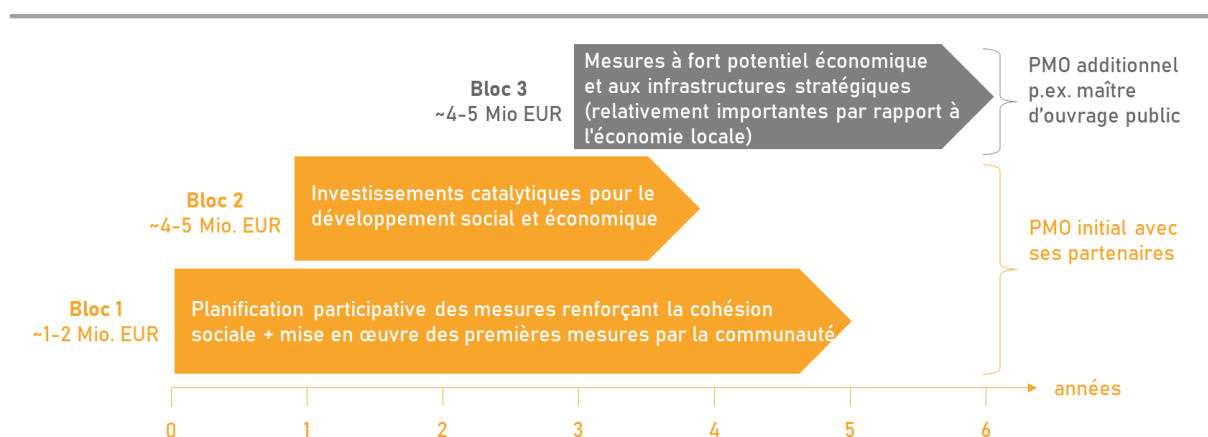 Bloc 3
~4-5 Mio EUR
Mesures à fort potentiel économique
et aux infrastructures stratégiques
(relativement importantes par rapport à
l'économie locale)
PMO additionnel
p.ex. maître
d'ouvrage public
Bloc 2
~4-5 Mio. EUR
Investissements catalytiques pour le
développement social et économique
PMO initial avec
ses partenaires
Bloc 1
~1-2 Mio. EUR
Planification participative des mesures renforçant la cohésion
sociale + mise en œuvre des premières mesures par la communauté
années
0 1 2 3 4 5 6